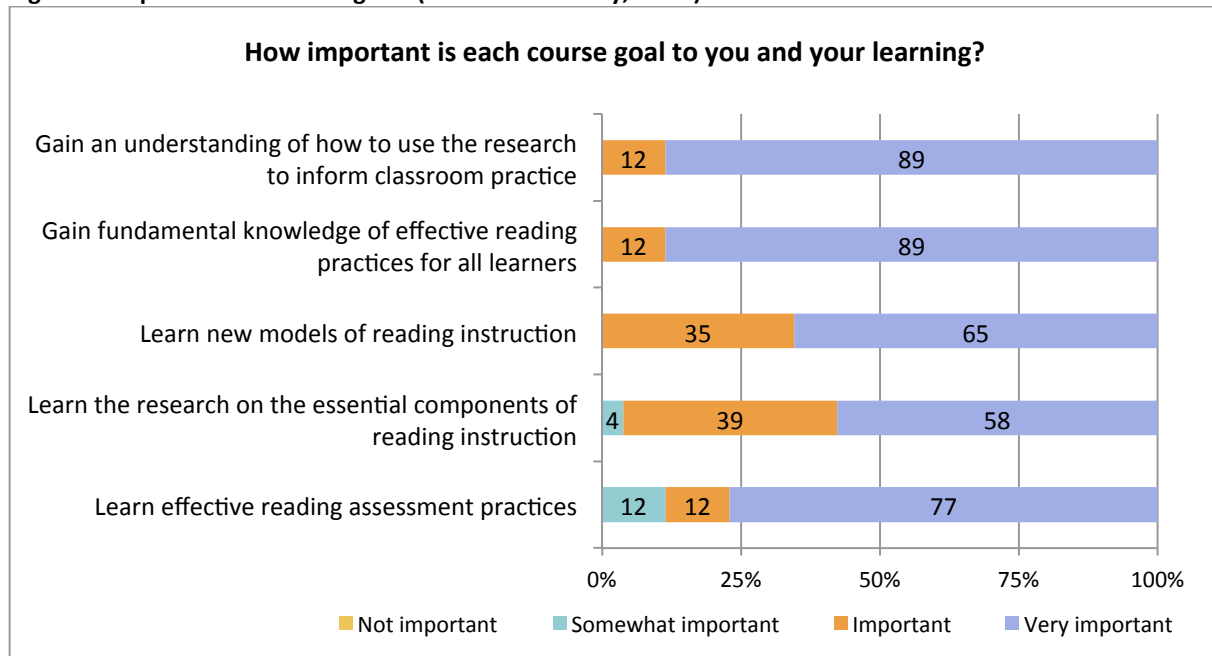 How important is each course goal to you and your learning?
Gain an understanding of how to use the research
to inform classroom practice
12 89
Gain fundamental knowledge of effective reading
practices for all learners
12 89
Learn new models of reading instruction
35 65
Learn the research on the essential components of
reading instruction
4 39 58
Learn effective reading assessment practices
12 12 77
0% 25% 50% 75% 100%
Not important Somewhat important Important Very important